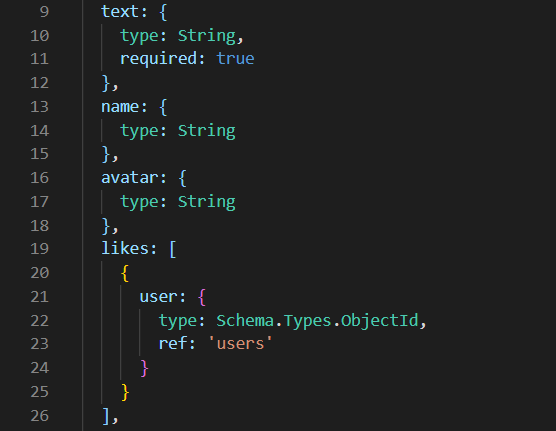 9 text: {
10 type: String,
11 required: true
12 },
13 name: {
14 type: String
15 },
16 avatar: {
17 type: String
18 },
19 likes: [
20 {
21 user: {
22 type: Schema.Types.ObjectId,
23 ref: 'users'
24 }
25 }
26 ],